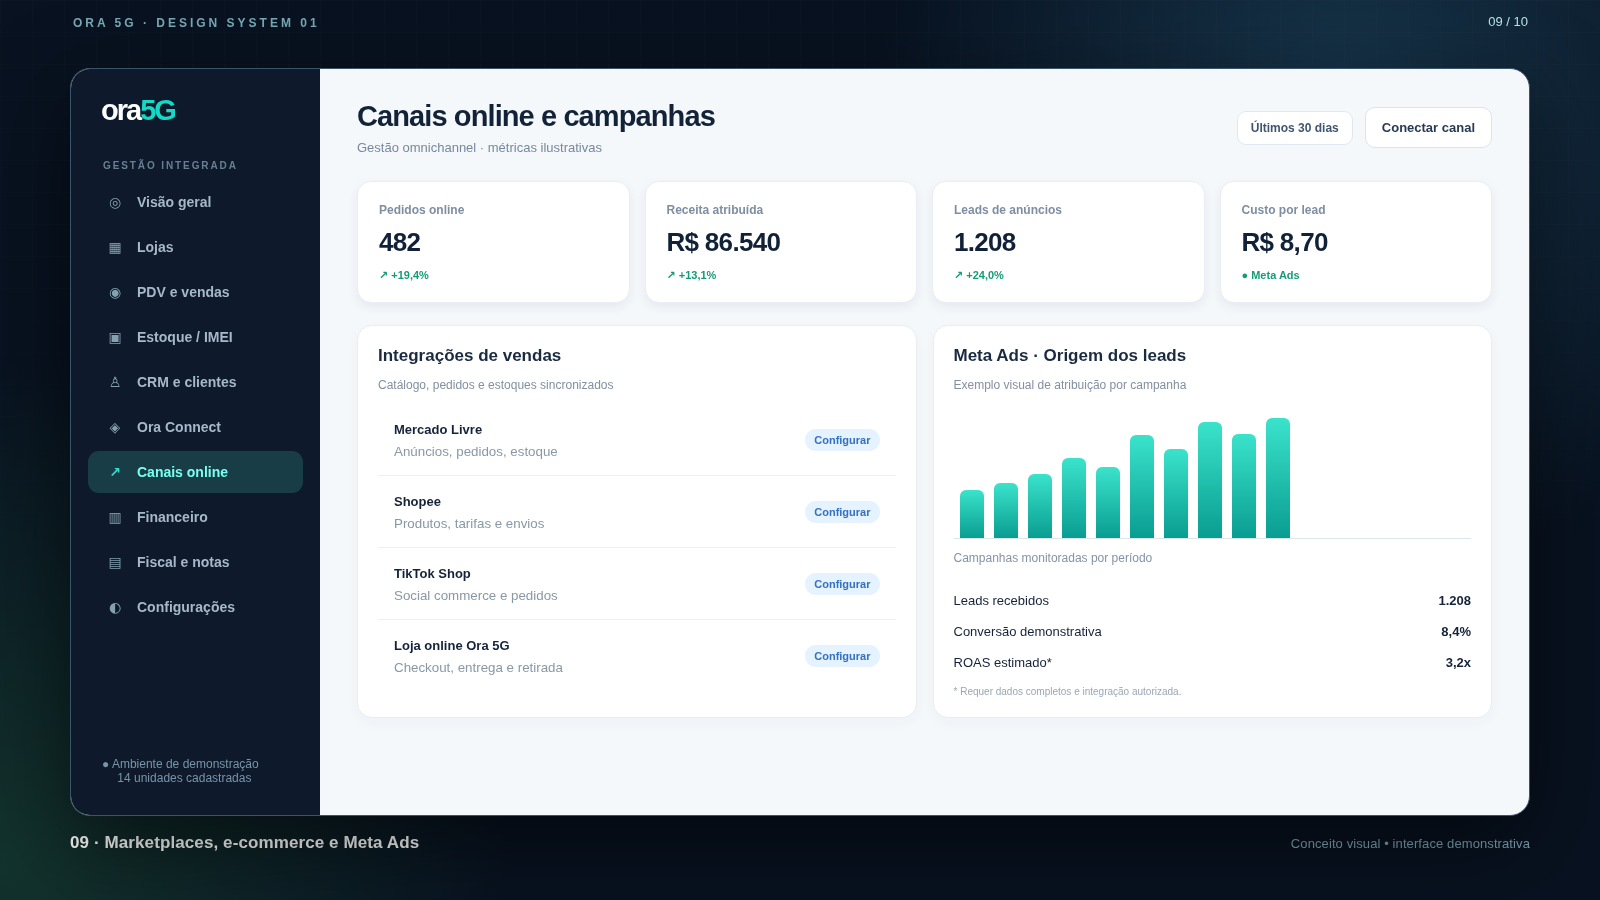 ORA 5G · DESIGN SYSTEM 01
09 / 10
ora5G
GESTÃO INTEGRADA
◎ Visão geral
▦ Lojas
◉ PDV e vendas
▣ Estoque / IMEI
♙ CRM e clientes
◈ Ora Connect
↗ Canais online
▥ Financeiro
▤ Fiscal e notas
◐ Configurações
● Ambiente de demonstração
14 unidades cadastradas
Canais online e campanhas
Gestão omnichannel · métricas ilustrativas
Últimos 30 dias
Conectar canal
Pedidos online
482
↗ +19,4%
Receita atribuída
R$ 86.540
↗ +13,1%
Leads de anúncios
1.208
↗ +24,0%
Custo por lead
R$ 8,70
● Meta Ads
Integrações de vendas
Catálogo, pedidos e estoques sincronizados
Mercado Livre
Anúncios, pedidos, estoque
Configurar
Shopee
Produtos, tarifas e envios
Configurar
TikTok Shop
Social commerce e pedidos
Configurar
Loja online Ora 5G
Checkout, entrega e retirada
Configurar
Meta Ads · Origem dos leads
Exemplo visual de atribuição por campanha
Campanhas monitoradas por período
Leads recebidos 1.208
Conversão demonstrativa 8,4%
ROAS estimado* 3,2x
* Requer dados completos e integração autorizada.
09 · Marketplaces, e-commerce e Meta Ads
Conceito visual • interface demonstrativa